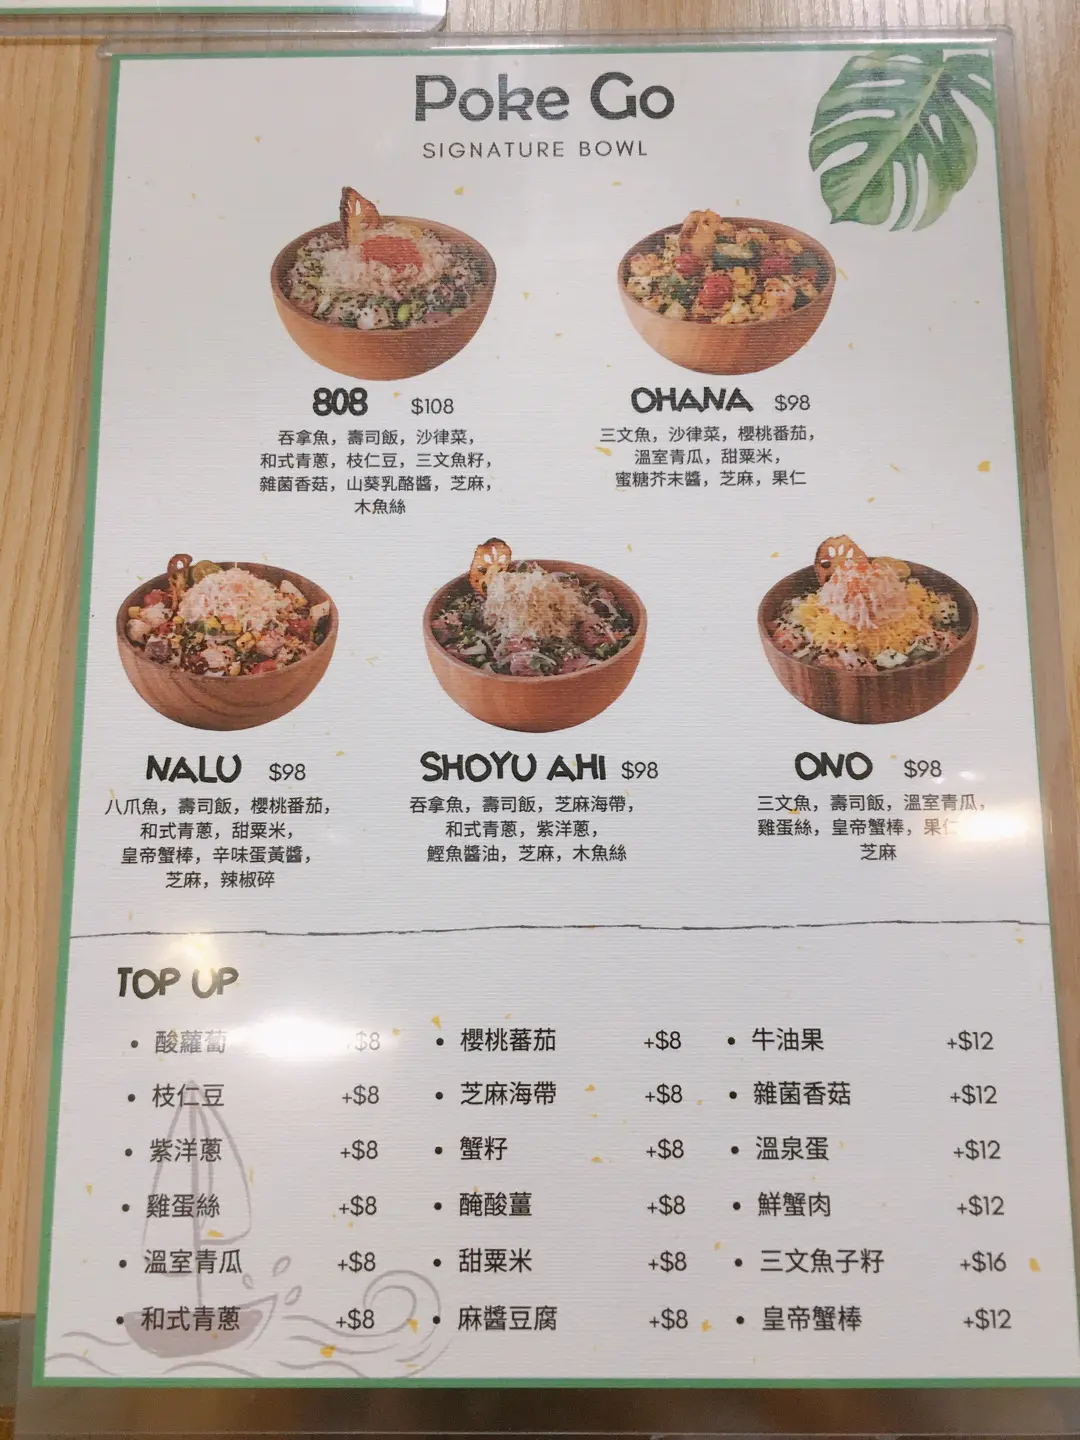 Poke Go
SIGNATURE BOWL
808 $108
吞拿魚，壽司飯，沙律菜，
和式青蔥，枝仁豆，三文魚籽，
雜菌香菇，山葵乳酪醬，芝麻，
木魚絲
OHANA $98
三文魚，沙律菜，櫻桃番茄，
溫室青瓜，甜粟米，
蜜糖芥末醬，芝麻，果仁
NALU $98
八爪魚，壽司飯，櫻桃番茄，
和式青蔥，甜粟米，
皇帝蟹棒，辛味蛋黃醬，
芝麻，辣椒碎
SHOYU AHI $98
吞拿魚，壽司飯，芝麻海帶，
和式青蔥，紫洋蔥，
鰹魚醬油，芝麻，木魚絲
ONO $98
三文魚，壽司飯，溫室青瓜，
雞蛋絲，皇帝蟹棒，果仁
芝麻
TOP UP
• 酸蘿蔔 $8
• 枝仁豆 +$8
• 紫洋蔥 +$8
• 雞蛋絲 +$8
• 溫室青瓜 +$8
• 和式青蔥 +$8
• 櫻桃蕃茄 +$8
• 芝麻海帶 +$8
• 蟹籽 +$8
• 醃酸薑 +$8
• 甜粟米 +$8
• 麻醬豆腐 +$8
• 牛油果 +$12
• 雜菌香菇 +$12
• 溫泉蛋 +$12
• 鮮蟹肉 +$12
• 三文魚子籽 +$16
• 皇帝蟹棒 +$12